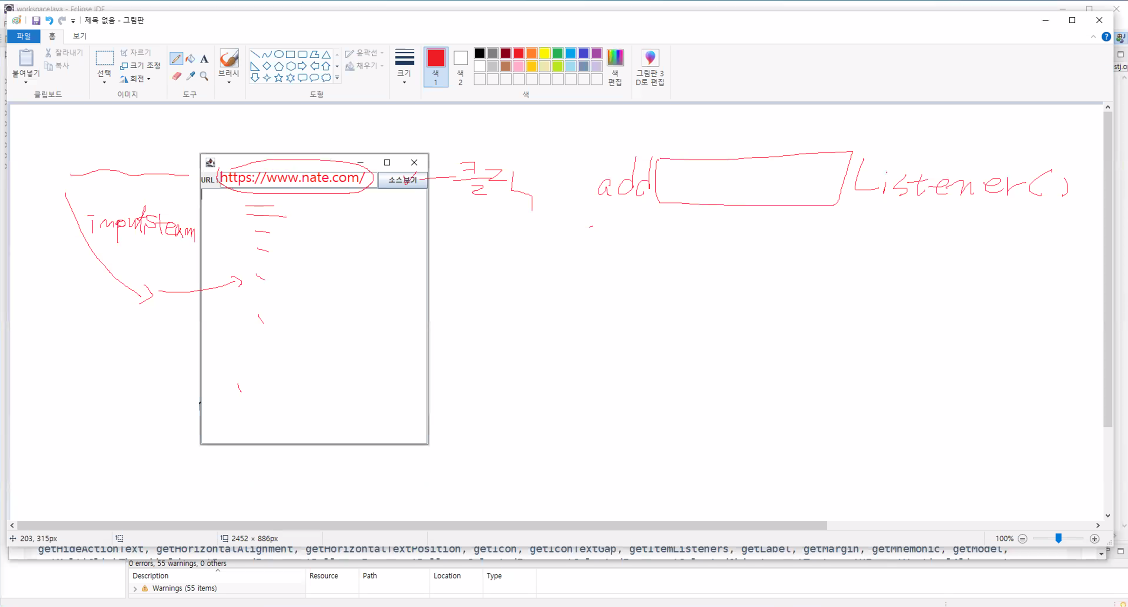 workspaceJava - Eclipse IDE
제목 없음 - 그림판
파일
홈
보기
붙여넣기
잘라내기
복사
클립보드
선택
자르기
크기 조정
회전
이미지
A
도구
브러시
윤곽선
채우기
도형
크기
색
1
색
2
색
편집
색
그림판 3
D로 편집
URL
https://www.nate.com/
소스보기
add
Listener( )
203, 315px
2452 × 886px
100%
getHideActionText, getHorizontalAlignment, getHorizontalTextPosition, getIcon, getIconTextGap, getItemListeners, getLabel, getMargin, getMnemonic, getModel,
0 errors, 55 warnings, 0 others
Description
Resource
Path
Location
Type
Warnings (55 items)